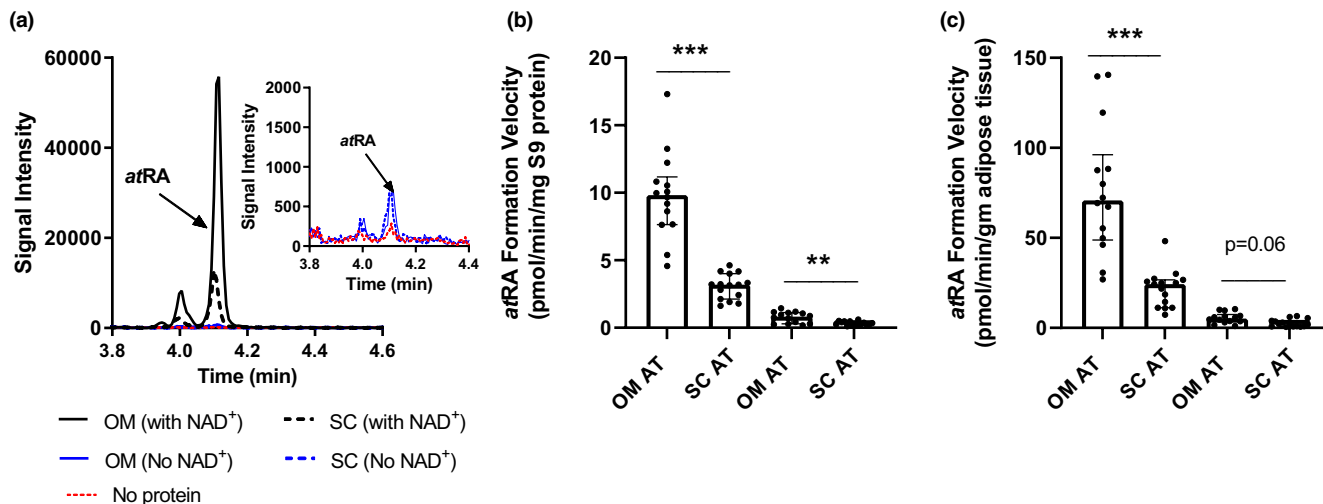 (a)
Signal Intensity
60000
40000
20000
0
3.8
4.0
4.2
4.4
4.6
Time (min)
atRA
Signal Intensity
2000
1500
1000
500
0
3.8
4.0
4.2
4.4
Time (min)
atRA
OM (with NAD⁺)
SC (with NAD⁺)
OM (No NAD⁺)
SC (No NAD⁺)
No protein
(b)
atRA Formation Velocity
(pmol/min/mg S9 protein)
20
15
10
5
0
***
**
OM AT
SC AT
OM AT
SC AT
(c)
atRA Formation Velocity
(pmol/min/gm adipose tissue)
150
100
50
0
***
p=0.06
OM AT
SC AT
OM AT
SC AT